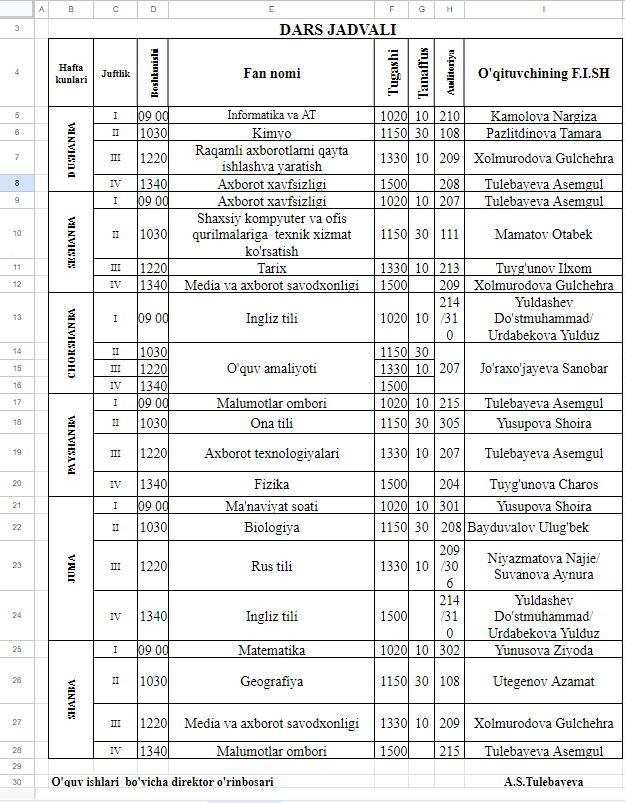 A B C D E F G H I
3 DARS JADVALI
4 Hafta kunlari Juftlik Boshlanishi Fan nomi Tugashi Tanaffus Auditoriya O'qituvchining F.I.SH
DUSHANBA
5 I 09 00 Informatika va AT 1020 10 210 Kamolova Nargiza
6 II 1030 Kimyo 1150 30 108 Pazlitdinova Tamara
7 III 1220 Raqamli axborotlarni qayta ishlashva yaratish 1330 10 209 Xolmurodova Gulchehra
8 IV 1340 Axborot xavfsizligi 1500 208 Tulebayeva Asemgul
SESHANBA
9 I 09 00 Axborot xavfsizligi 1020 10 207 Tulebayeva Asemgul
10 II 1030 Shaxsiy kompyuter va ofis qurilmalariga texnik xizmat ko'rsatish 1150 30 111 Mamatov Otabek
11 III 1220 Tarix 1330 10 213 Tuyg'unov Ilxom
12 IV 1340 Media va axborot savodxonligi 1500 209 Xolmurodova Gulchehra
CHORSHANBA
13 I 09 00 Ingliz tili 1020 10 214/310 Yuldashev Do'stmuhammad/ Urdabekova Yulduz
14 II 1030 1150 30
15 III 1220 O'quv amaliyoti 1330 10 207 Jo'raxo'jayeva Sanobar
16 IV 1340 1500
PAYSHANBA
17 I 09 00 Malumotlar ombori 1020 10 215 Tulebayeva Asemgul
18 II 1030 Ona tili 1150 30 305 Yusupova Shoira
19 III 1220 Axborot texnologiyalari 1330 10 207 Tulebayeva Asemgul
20 IV 1340 Fizika 1500 204 Tuyg'unova Charos
JUMA
21 I 09 00 Ma'naviyat soati 1020 10 301 Yusupova Shoira
22 II 1030 Biologiya 1150 30 208 Bayduvalov Ulug'bek
23 III 1220 Rus tili 1330 10 209/306 Niyazmatova Najie/ Suvanova Aynura
24 IV 1340 Ingliz tili 1500 214/310 Yuldashev Do'stmuhammad/ Urdabekova Yulduz
SHANBA
25 I 09 00 Matematika 1020 10 302 Yunusova Ziyoda
26 II 1030 Geografiya 1150 30 108 Utegenov Azamat
27 III 1220 Media va axborot savodxonligi 1330 10 209 Xolmurodova Gulchehra
28 IV 1340 Malumotlar ombori 1500 215 Tulebayeva Asemgul
29
30 O'quv ishlari bo'yicha direktor o'rinbosari A.S.Tulebayeva